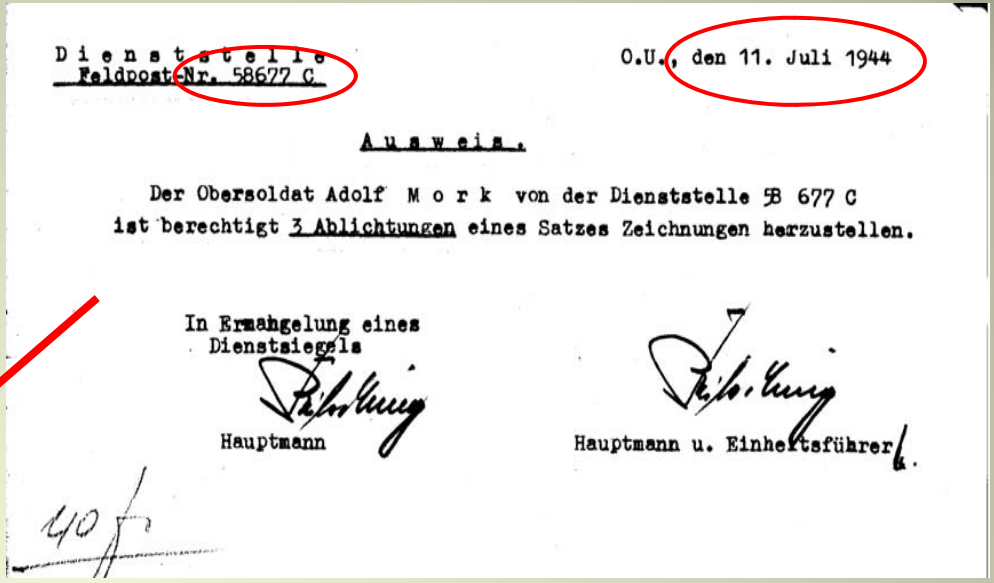 Dienststelle
Feldpost-Nr. 58677 C
O.U., den 11. Juli 1944
Ausweis.
Der Obersoldat Adolf Mork von der Dienststelle 58 677 C
ist berechtigt 3 Ablichtungen eines Satzes Zeichnungen herzustellen.
In Ermangelung eines
Dienstsiegels
Hauptmann
Hauptmann u. Einheitsführer
40 f